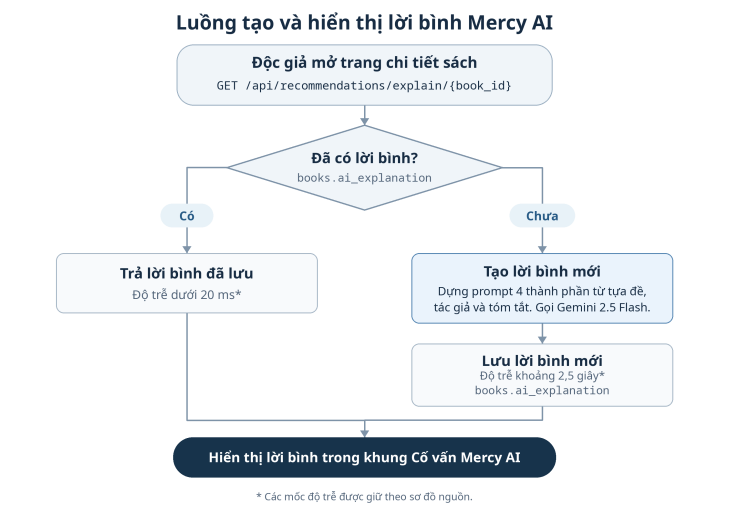 Luồng tạo và hiển thị lời bình Mercy AI
Độc giả mở trang chi tiết sách
GET /api/recommendations/explain/{book_id}
Đã có lời bình?
books.ai_explanation
Có
Chưa
Trả lời bình đã lưu
Độ trễ dưới 20 ms*
Tạo lời bình mới
Dựng prompt 4 thành phần từ tựa đề,
tác giả và tóm tắt. Gọi Gemini 2.5 Flash.
Lưu lời bình mới
Độ trễ khoảng 2,5 giây*
books.ai_explanation
Hiển thị lời bình trong khung Cố vấn Mercy AI
* Các mốc độ trễ được giữ theo sơ đồ nguồn.